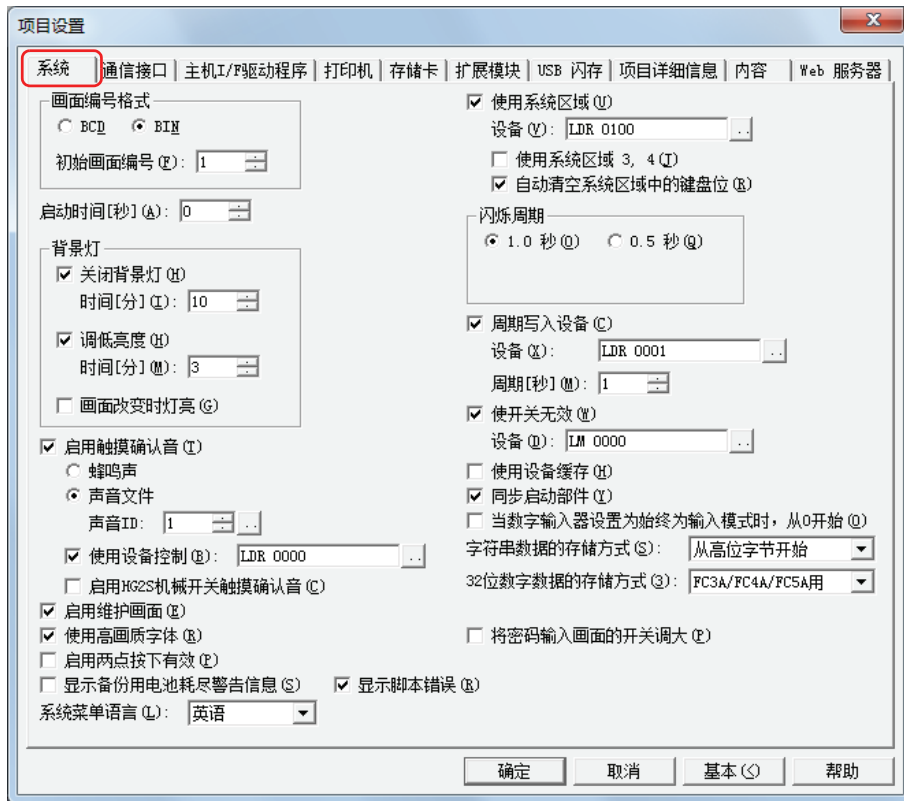 项目设置
系统 通信接口 主机I/F驱动程序 打印机 存储卡 扩展模块 USB 闪存 项目详细信息 内容 Web 服务器
画面编号格式
BCD BIN
初始画面编号(F): 1
启动时间[秒](A): 0
背景灯
关闭背景灯(H)
时间[分](I): 10
调低亮度(H)
时间[分](M): 3
画面改变时灯亮(G)
启用触摸确认音(T)
蜂鸣声
声音文件
声音ID: 1 ..
使用设备控制(B): LDR 0000 ..
启用HG2S机械开关触摸确认音(C)
启用维护画面(E)
使用高画质字体(R)
启用两点按下有效(P)
显示备份用电池耗尽警告信息(S) 显示脚本错误(R)
系统菜单语言(L): 英语
使用系统区域(U)
设备(V): LDR 0100 ..
使用系统区域 3, 4(J)
自动清空系统区域中的键盘位(R)
闪烁周期
1.0 秒(O) 0.5 秒(Q)
周期写入设备(C)
设备(X): LDR 0001 ..
周期[秒](M): 1
使开关无效(W)
设备(D): LM 0000 ..
使用设备缓存(H)
同步启动部件(Y)
当数字输入器设置为始终为输入模式时，从0开始(O)
字符串数据的存储方式(S): 从高位字节开始
32位数字数据的存储方式(3): FC3A/FC4A/FC5A用
将密码输入画面的开关调大(P)
确定 取消 基本(<) 帮助